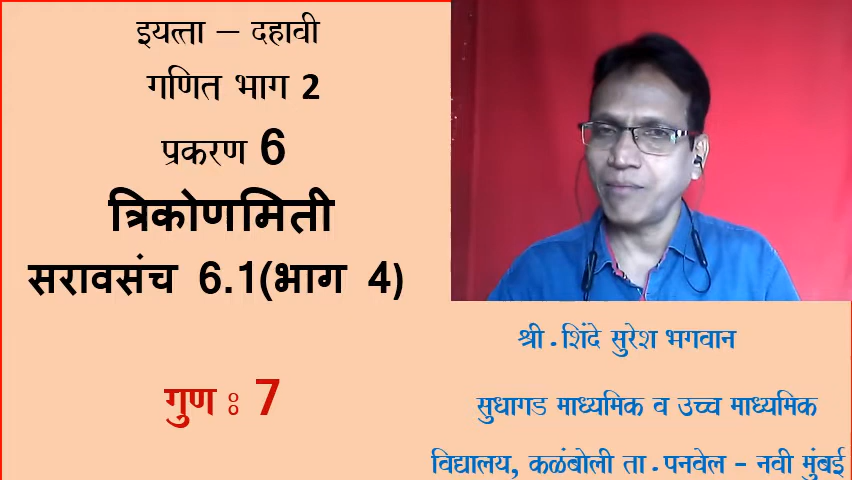 इयत्ता – दहावी
गणित भाग 2
प्रकरण 6
त्रिकोणमिती
सरावसंच 6.1(भाग 4)
गुण : 7
श्री.शिंदे सुरेश भगवान
सुधागड माध्यमिक व उच्च माध्यमिक
विद्यालय, कळंबोली ता.पनवेल - नवी मुंबई